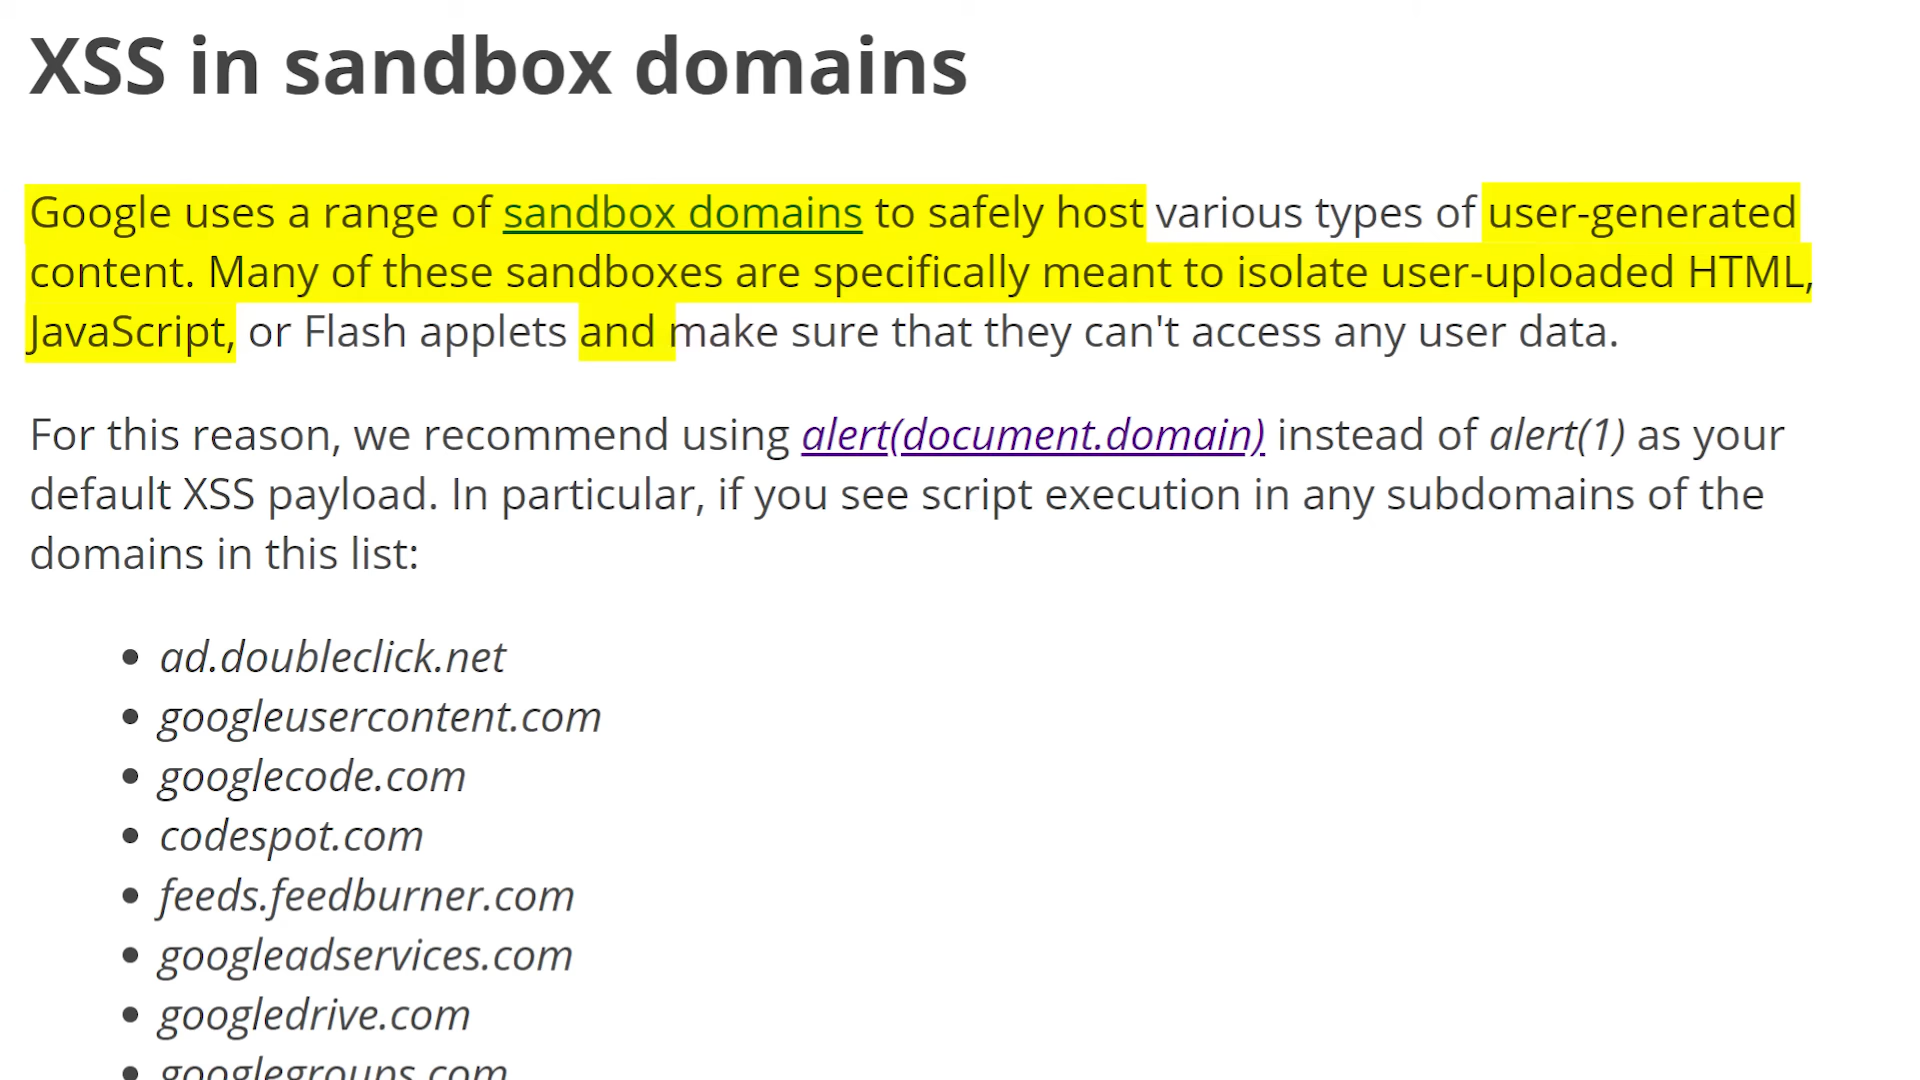 XSS in sandbox domains
Google uses a range of sandbox domains to safely host various types of user-generated
content. Many of these sandboxes are specifically meant to isolate user-uploaded HTML,
JavaScript, or Flash applets and make sure that they can't access any user data.
For this reason, we recommend using alert(document.domain) instead of alert(1) as your
default XSS payload. In particular, if you see script execution in any subdomains of the
domains in this list:
• ad.doubleclick.net
• googleusercontent.com
• googlecode.com
• codespot.com
• feeds.feedburner.com
• googleadservices.com
• googledrive.com
• googlegroups.com